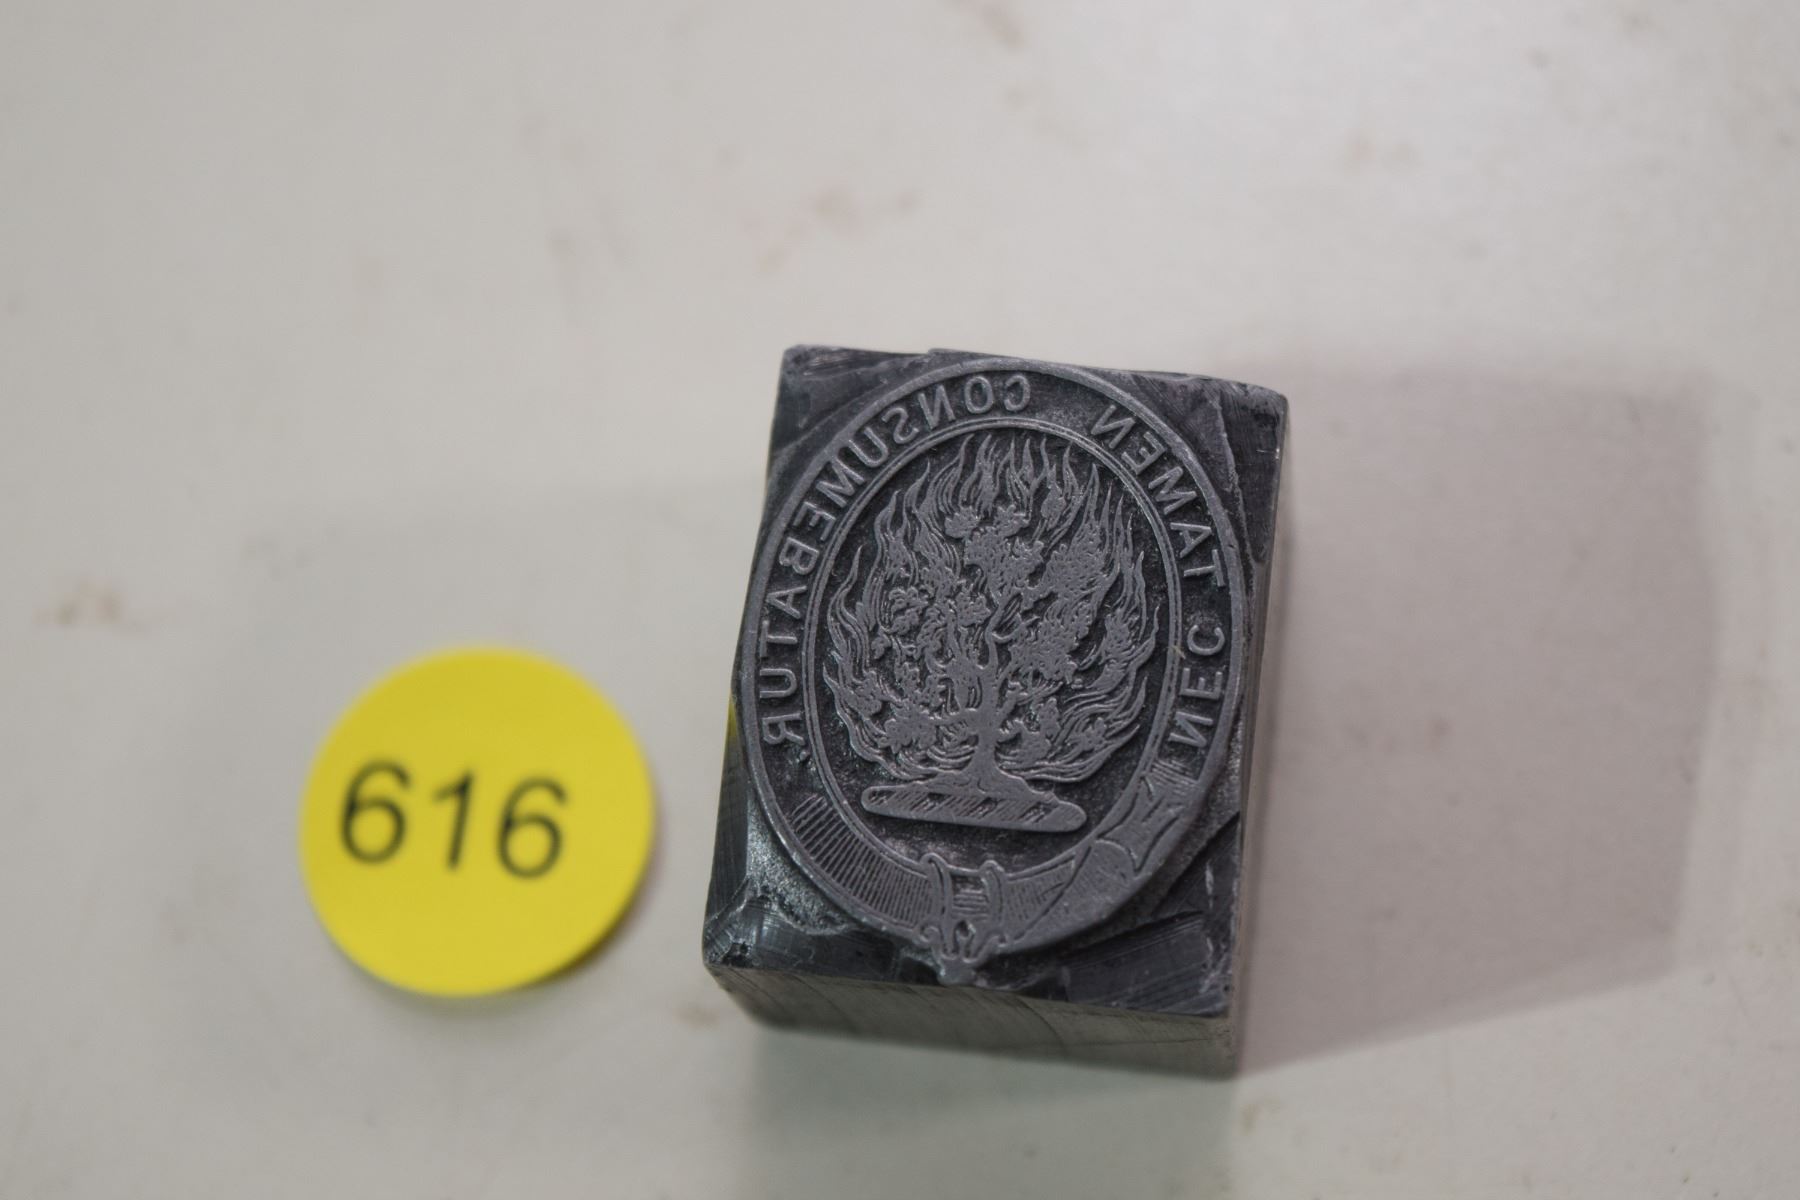 616
NEC TAMEN CONSUMEBATUR.